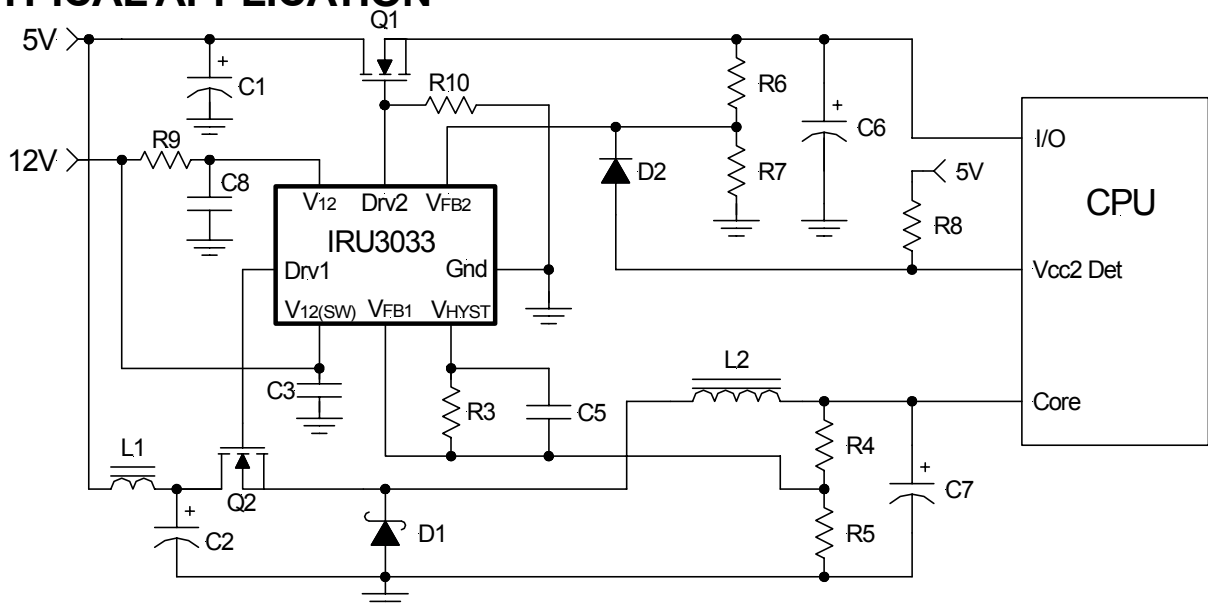 TYPICAL APPLICATION
5V
Q1
C1
R10
R6
C6
I/O
12V
R9
C8
D2
R7
5V
R8
CPU
V12 Drv2 VFB2
IRU3033
Drv1 Gnd
V12(SW) VFB1 VHYST
Vcc2 Det
L2
C3
R3
C5
Core
R4
L1
Q2
C7
C2
D1
R5